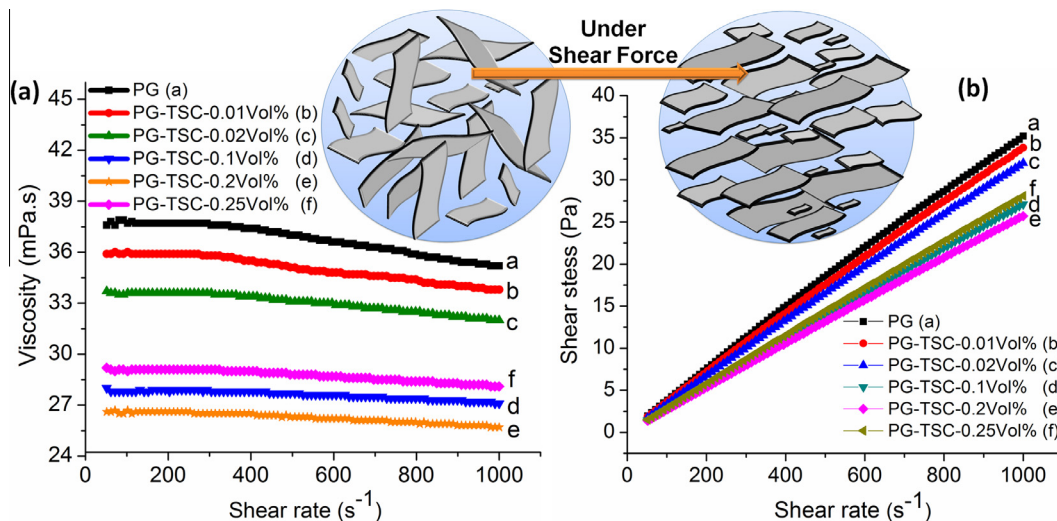 Under
Shear Force
(a)
PG (a)
PG-TSC-0.01Vol% (b)
PG-TSC-0.02Vol% (c)
PG-TSC-0.1Vol% (d)
PG-TSC-0.2Vol% (e)
PG-TSC-0.25Vol% (f)
45
42
39
36
33
30
27
24
Viscosity (mPa.s)
a
b
c
f
d
e
0 200 400 600 800 1000
Shear rate (s⁻¹)
(b)
40
35
30
25
20
15
10
5
0
Shear stess (Pa)
a
b
c
f
d
e
PG (a)
PG-TSC-0.01Vol% (b)
PG-TSC-0.02Vol% (c)
PG-TSC-0.1Vol% (d
PG-TSC-0.2Vol% (e
PG-TSC-0.25Vol% (f)
0 200 400 600 800 1000
Shear rate (s⁻¹)